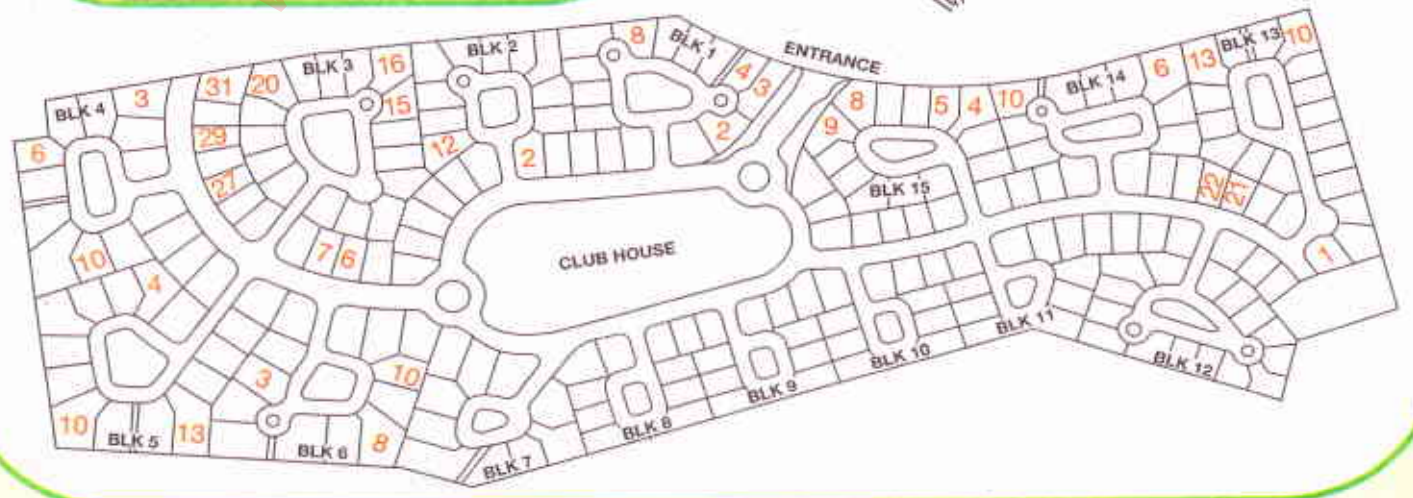 8
BLK 1
ENTRANCE
BLK 2
BLK 3
16
4
3
BLK 13
10
BLK 14
6
13
BLK 4
3
31
20
15
8
5
4
10
9
6
29
12
2
2
27
BLK 15
22
21
7
6
CLUB HOUSE
1
10
4
BLK 11
BLK 10
BLK 12
3
10
BLK 9
BLK 8
10
BLK 5
13
BLK 6
8
BLK 7